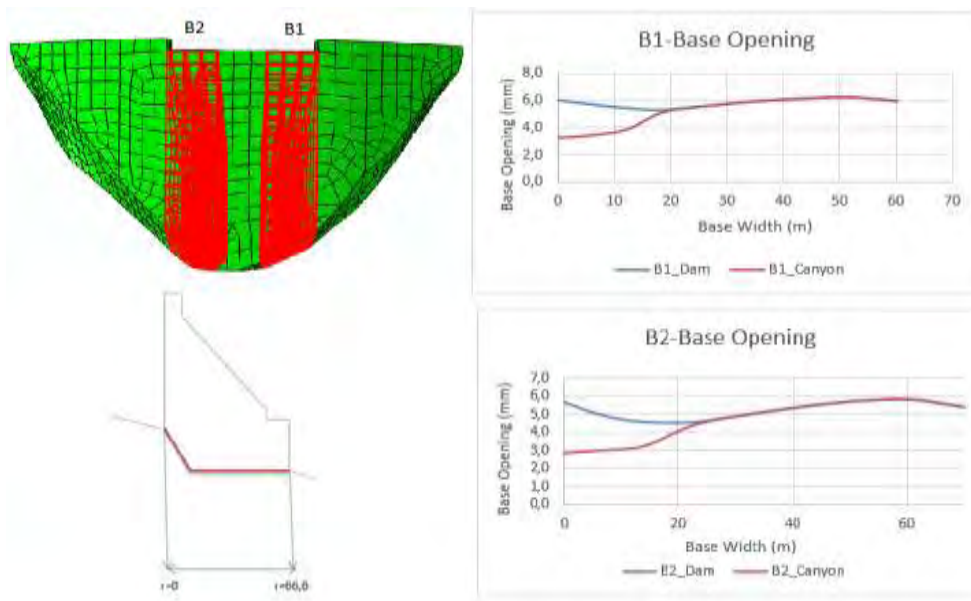 B2 B1
B1-Base Opening
Base Opening (mm)
8,0
6,0
4,0
2,0
0,0
0 10 20 30 40 50 60 70
Base Width (m)
B1_Dam B1_Canyon
B2-Base Opening
Base Opening (mm)
7,0
6,0
5,0
4,0
3,0
2,0
1,0
0,0
0 20 40 60
Base Width (m)
B2_Dam B2_Canyon